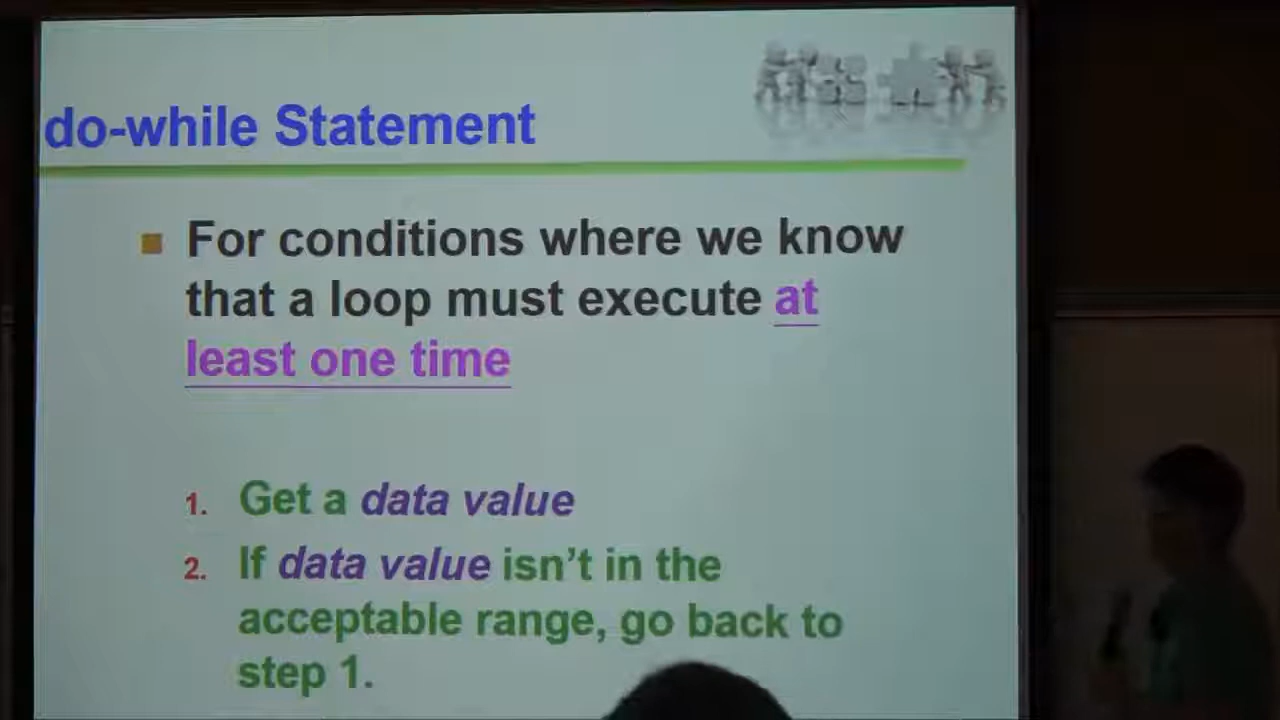 do-while Statement
For conditions where we know
that a loop must execute at
least one time
1. Get a data value
2. If data value isn't in the
acceptable range, go back to
step 1.